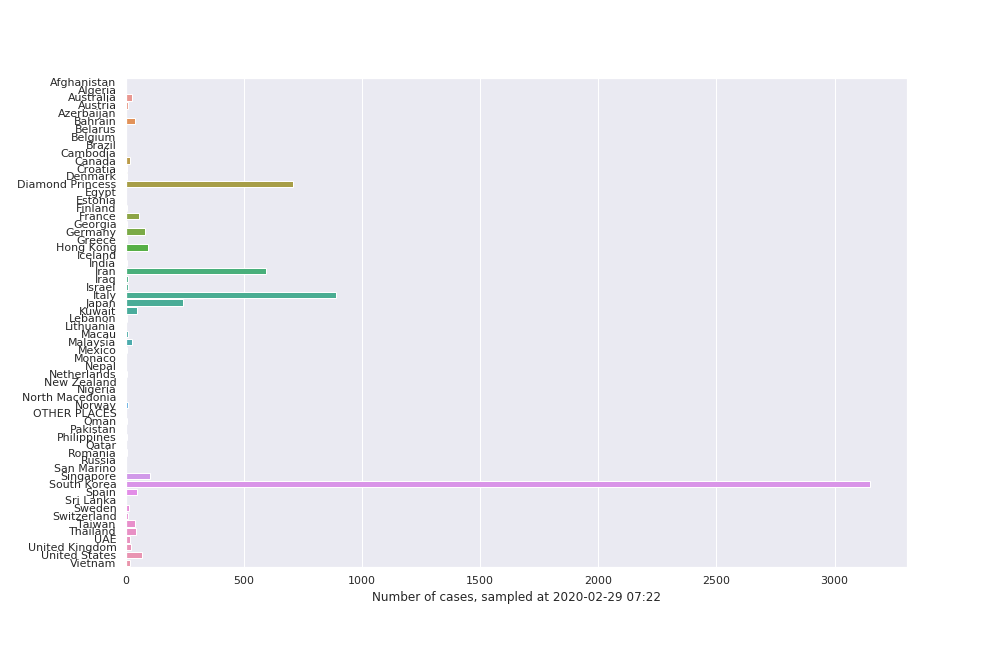 Afghanistan
Algeria
Australia
Austria
Azerbaijan
Bahrain
Belarus
Belgium
Brazil
Cambodia
Canada
Croatia
Denmark
Diamond Princess
Egypt
Estonia
Finland
France
Georgia
Germany
Greece
Hong Kong
Iceland
India
Iran
Iraq
Israel
Italy
Japan
Kuwait
Lebanon
Lithuania
Macau
Malaysia
Mexico
Monaco
Nepal
Netherlands
New Zealand
Nigeria
North Macedonia
Norway
OTHER PLACES
Oman
Pakistan
Philippines
Qatar
Romania
Russia
San Marino
Singapore
South Korea
Spain
Sri Lanka
Sweden
Switzerland
Taiwan
Thailand
UAE
United Kingdom
United States
Vietnam
0 500 1000 1500 2000 2500 3000
Number of cases, sampled at 2020-02-29 07:22